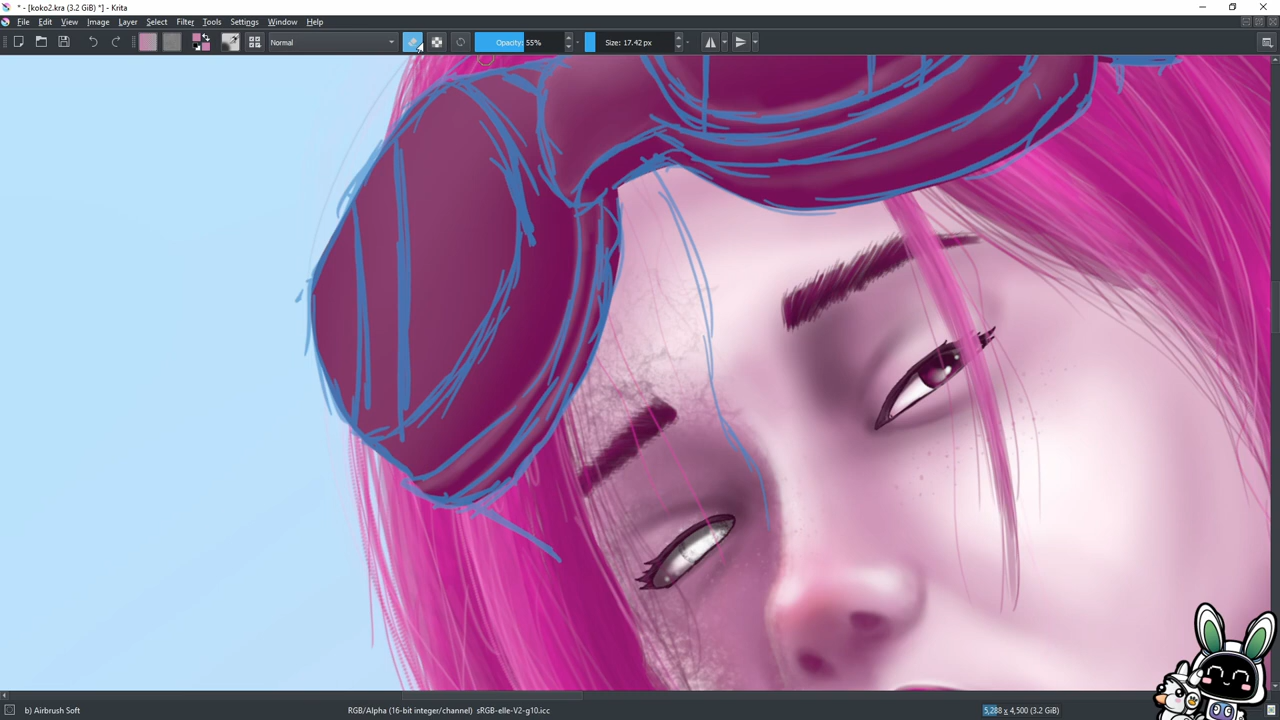 * - [koko2.kra (3.2 GiB) *] - Krita
File Edit View Image Layer Select Filter Tools Settings Window Help
Normal Opacity: 55% Size: 17.42 px
b) Airbrush Soft RGB/Alpha (16-bit integer/channel) sRGB-elle-V2-g10.icc 5,288 x 4,500 (3.2 GiB)